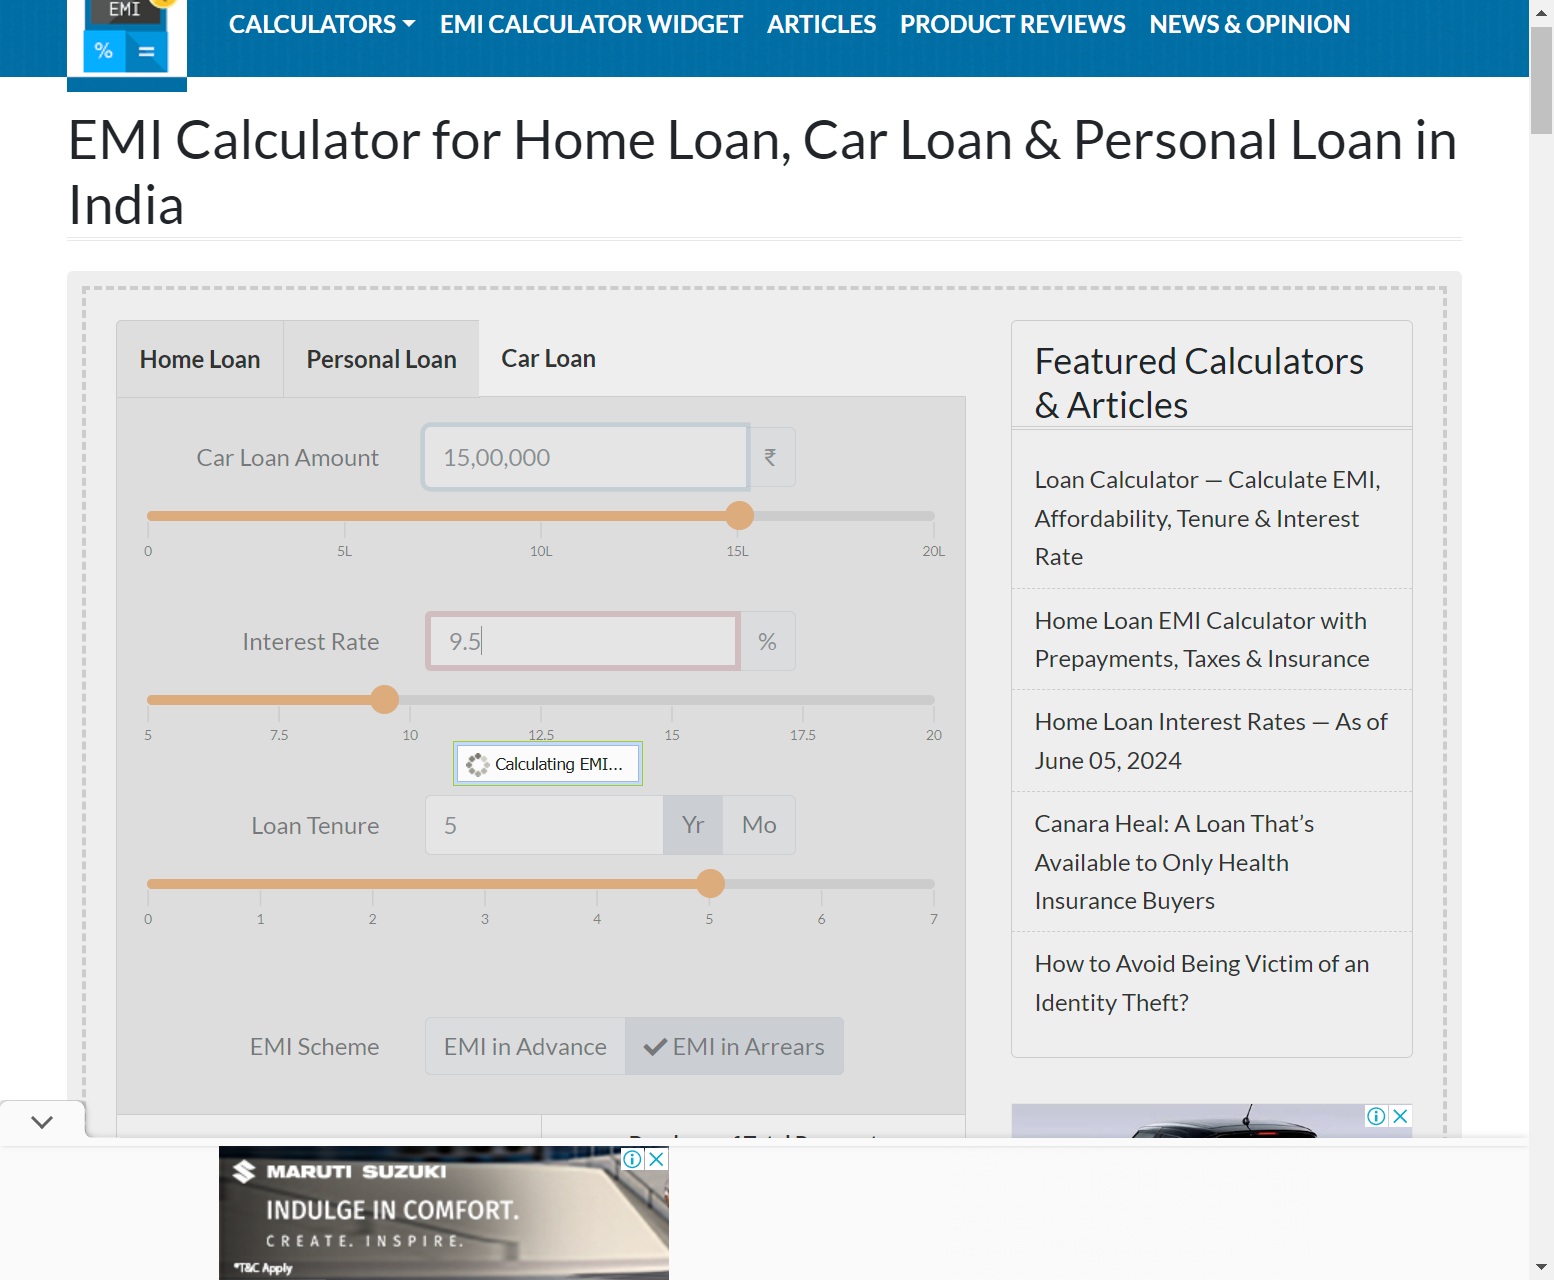 EMI
% =
CALCULATORS EMI CALCULATOR WIDGET ARTICLES PRODUCT REVIEWS NEWS & OPINION
EMI Calculator for Home Loan, Car Loan & Personal Loan in
India
Home Loan Personal Loan Car Loan
Car Loan Amount 15,00,000 ₹
0 5L 10L 15L 20L
Interest Rate 9.5 %
5 7.5 10 12.5 15 17.5 20
Calculating EMI...
Loan Tenure 5 Yr Mo
0 1 2 3 4 5 6 7
EMI Scheme EMI in Advance EMI in Arrears
Featured Calculators
& Articles
Loan Calculator — Calculate EMI,
Affordability, Tenure & Interest
Rate
Home Loan EMI Calculator with
Prepayments, Taxes & Insurance
Home Loan Interest Rates — As of
June 05, 2024
Canara Heal: A Loan That's
Available to Only Health
Insurance Buyers
How to Avoid Being Victim of an
Identity Theft?
MARUTI SUZUKI
INDULGE IN COMFORT.
CREATE. INSPIRE.
*T&C Apply